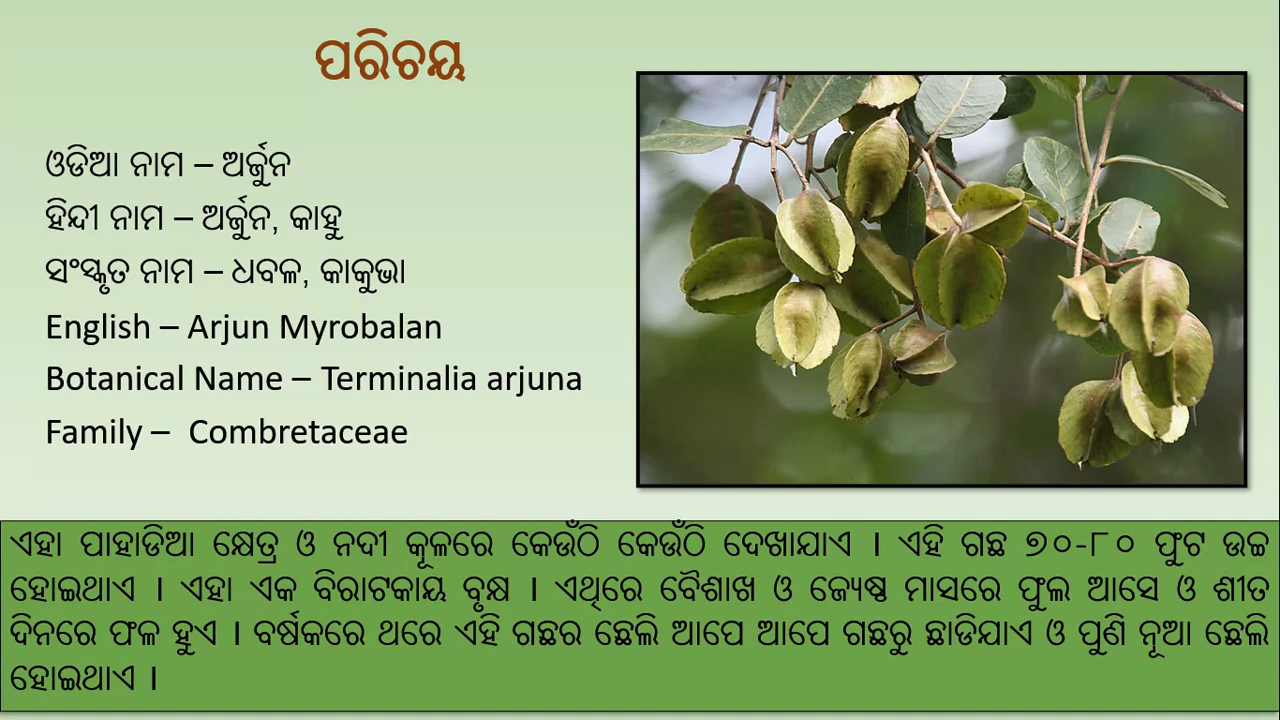 ପରିଚୟ
ଓଡିଆ ନାମ – ଅର୍ଜୁନ
ହିନ୍ଦୀ ନାମ – ଅର୍ଜୁନ, କାହୁ
ସଂସ୍କୃତ ନାମ – ଧବଳ, କାକୁଭା
English – Arjun Myrobalan
Botanical Name – Terminalia arjuna
Family – Combretaceae
ଏହା ପାହାଡିଆ କ୍ଷେତ୍ର ଓ ନଦୀ କୂଳରେ କେଉଁଠି କେଉଁଠି ଦେଖାଯାଏ । ଏହି ଗଛ ୭୦-୮୦ ଫୁଟ ଉଚ୍ଚ
ହୋଇଥାଏ । ଏହା ଏକ ବିରାଟକାୟ ବୃକ୍ଷ । ଏଥିରେ ବୈଶାଖ ଓ ଜ୍ୟେଷ୍ଠ ମାସରେ ଫୁଲ ଆସେ ଓ ଶୀତ
ଦିନରେ ଫଳ ହୁଏ । ବର୍ଷକରେ ଥରେ ଏହି ଗଛର ଛେଲି ଆପେ ଆପେ ଗଛରୁ ଛାଡିଯାଏ ଓ ପୁଣି ନୂଆ ଛେଲି
ହୋଇଥାଏ ।